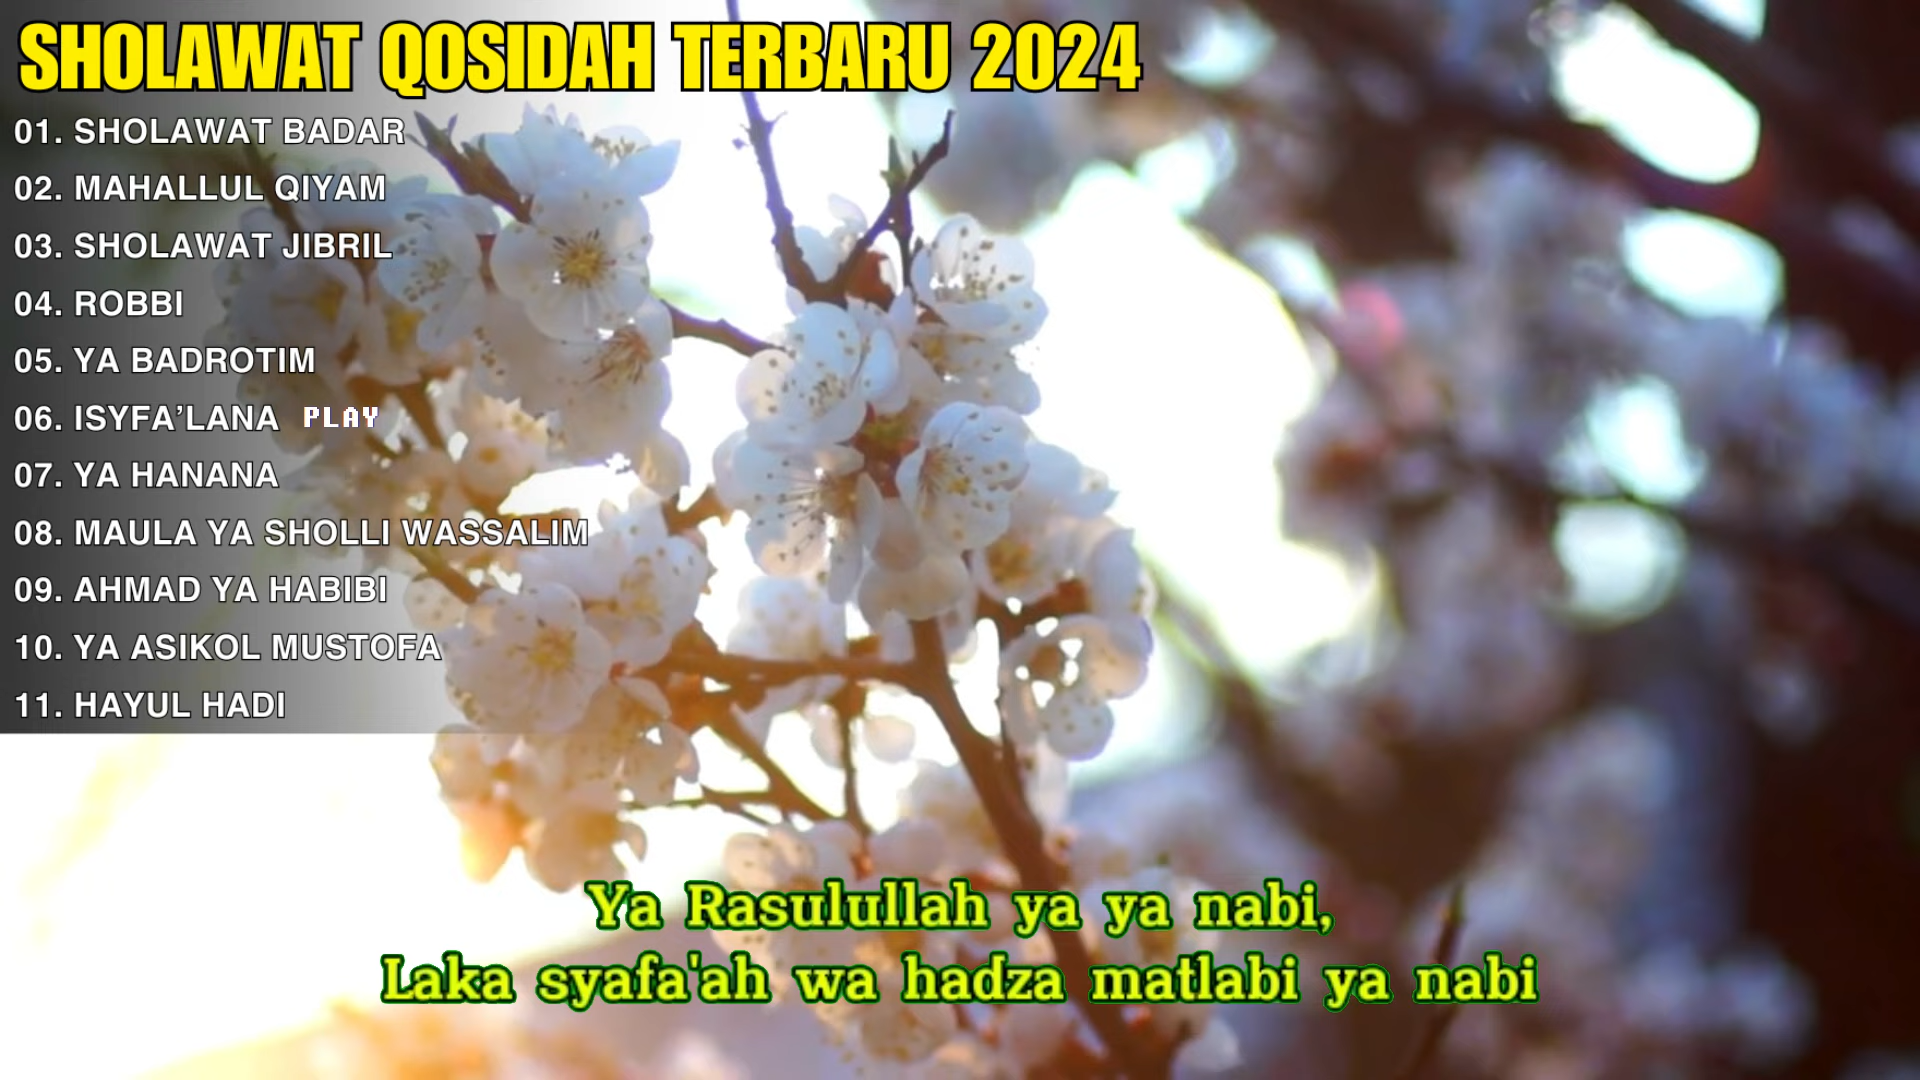 SHOLAWAT QOSIDAH TERBARU 2024
01. SHOLAWAT BADAR
02. MAHALLUL QIYAM
03. SHOLAWAT JIBRIL
04. ROBBI
05. YA BADROTIM
06. ISYFA’LANA PLAY
07. YA HANANA
08. MAULA YA SHOLLI WASSALIM
09. AHMAD YA HABIBI
10. YA ASIKOL MUSTOFA
11. HAYUL HADI
Ya Rasulullah ya ya nabi,
Laka syafa'ah wa hadza matlabi ya nabi